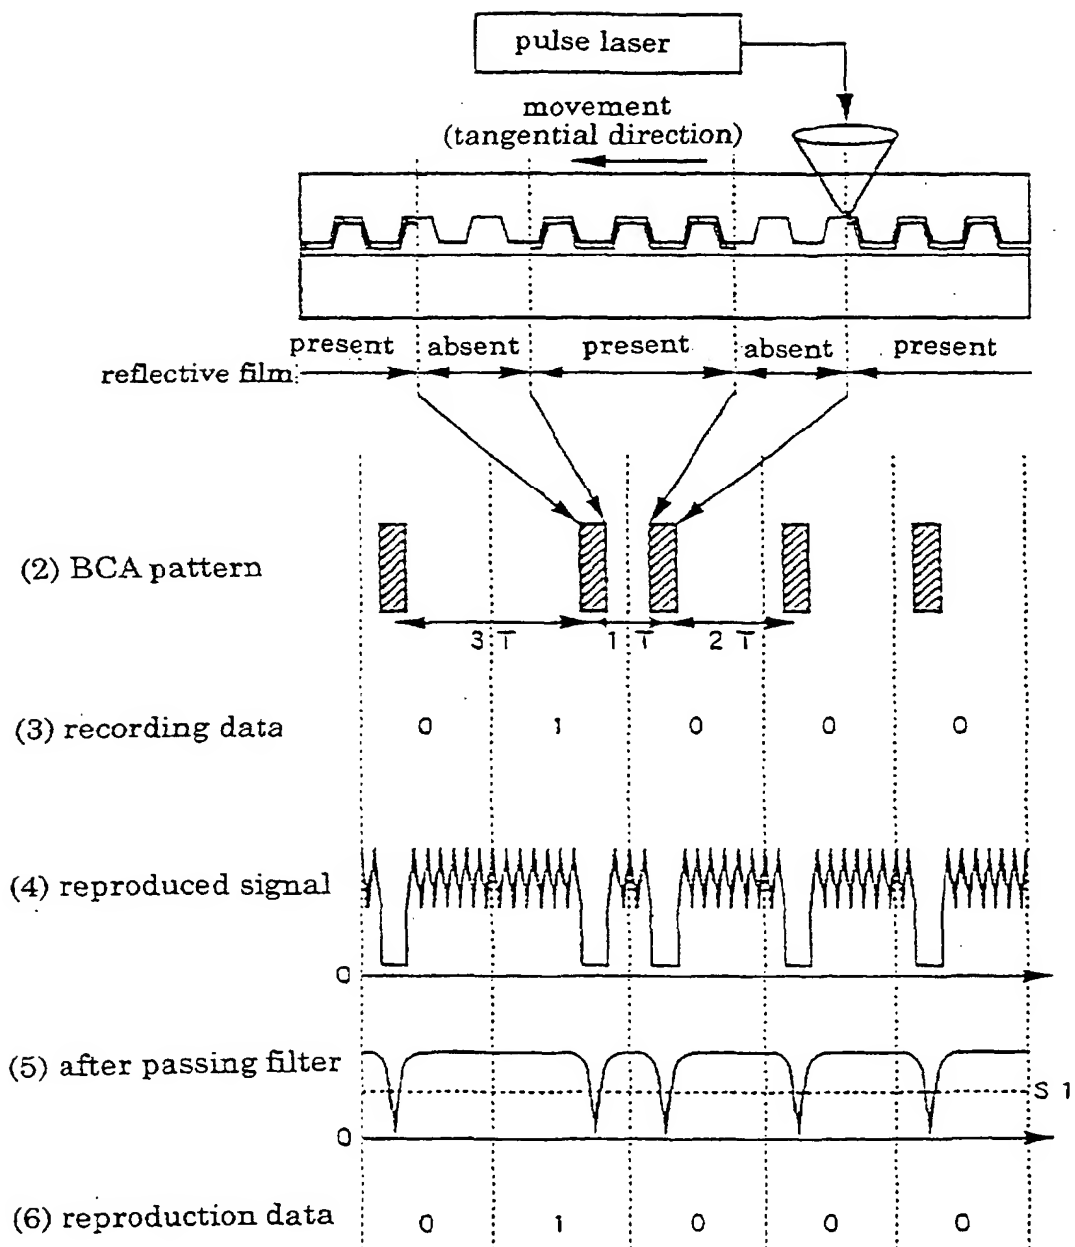 pulse laser
movement
(tangential direction)
present absent present absent present
reflective film
(2) BCA pattern
3 T 1 T 2 T
(3) recording data 0 1 0 0 0
(4) reproduced signal
0
(5) after passing filter
S 1
0
(6) reproduction data 0 1 0 0 0